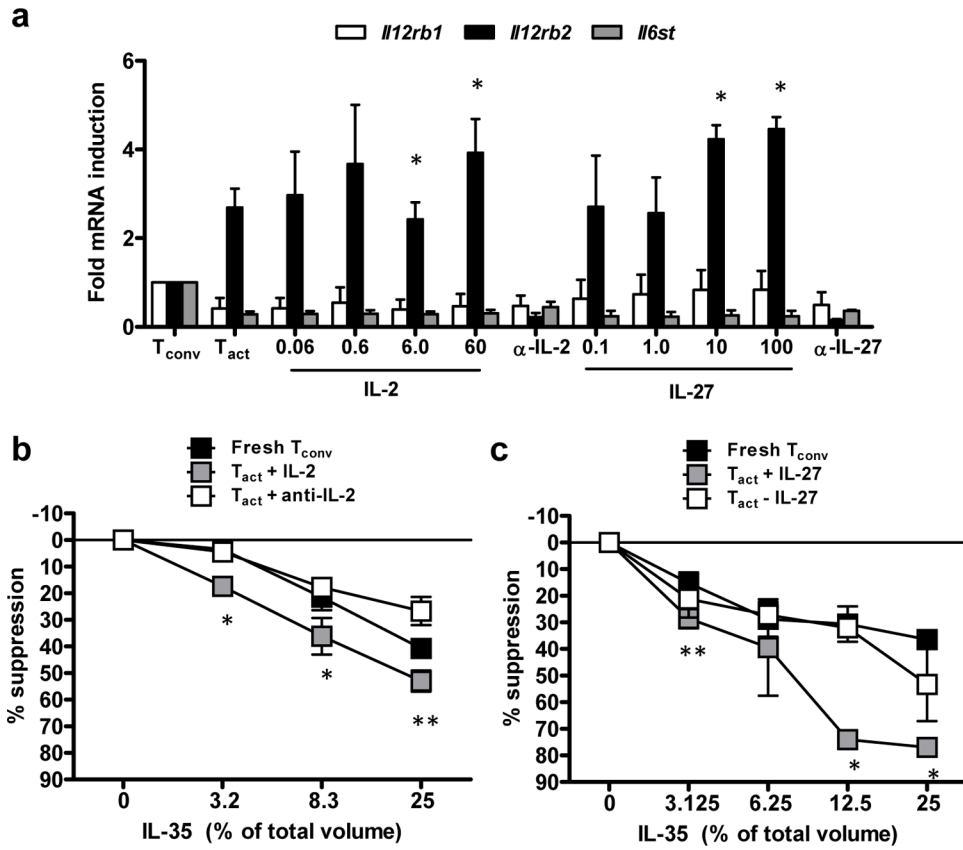 a
Il12rb1 Il12rb2 Il6st
Fold mRNA induction
6
4
2
0
* * * *
Tconv Tact 0.06 0.6 6.0 60 α-IL-2 0.1 1.0 10 100 α-IL-27
IL-2 IL-27
b
Fresh Tconv
Tact + IL-2
Tact + anti-IL-2
% suppression
-10
0
10
20
30
40
50
60
70
80
90
*
*
**
0 3.2 8.3 25
IL-35 (% of total volume)
c
Fresh Tconv
Tact + IL-27
Tact - IL-27
% suppression
-10
0
10
20
30
40
50
60
70
80
90
**
*
*
0 3.125 6.25 12.5 25
IL-35 (% of total volume)